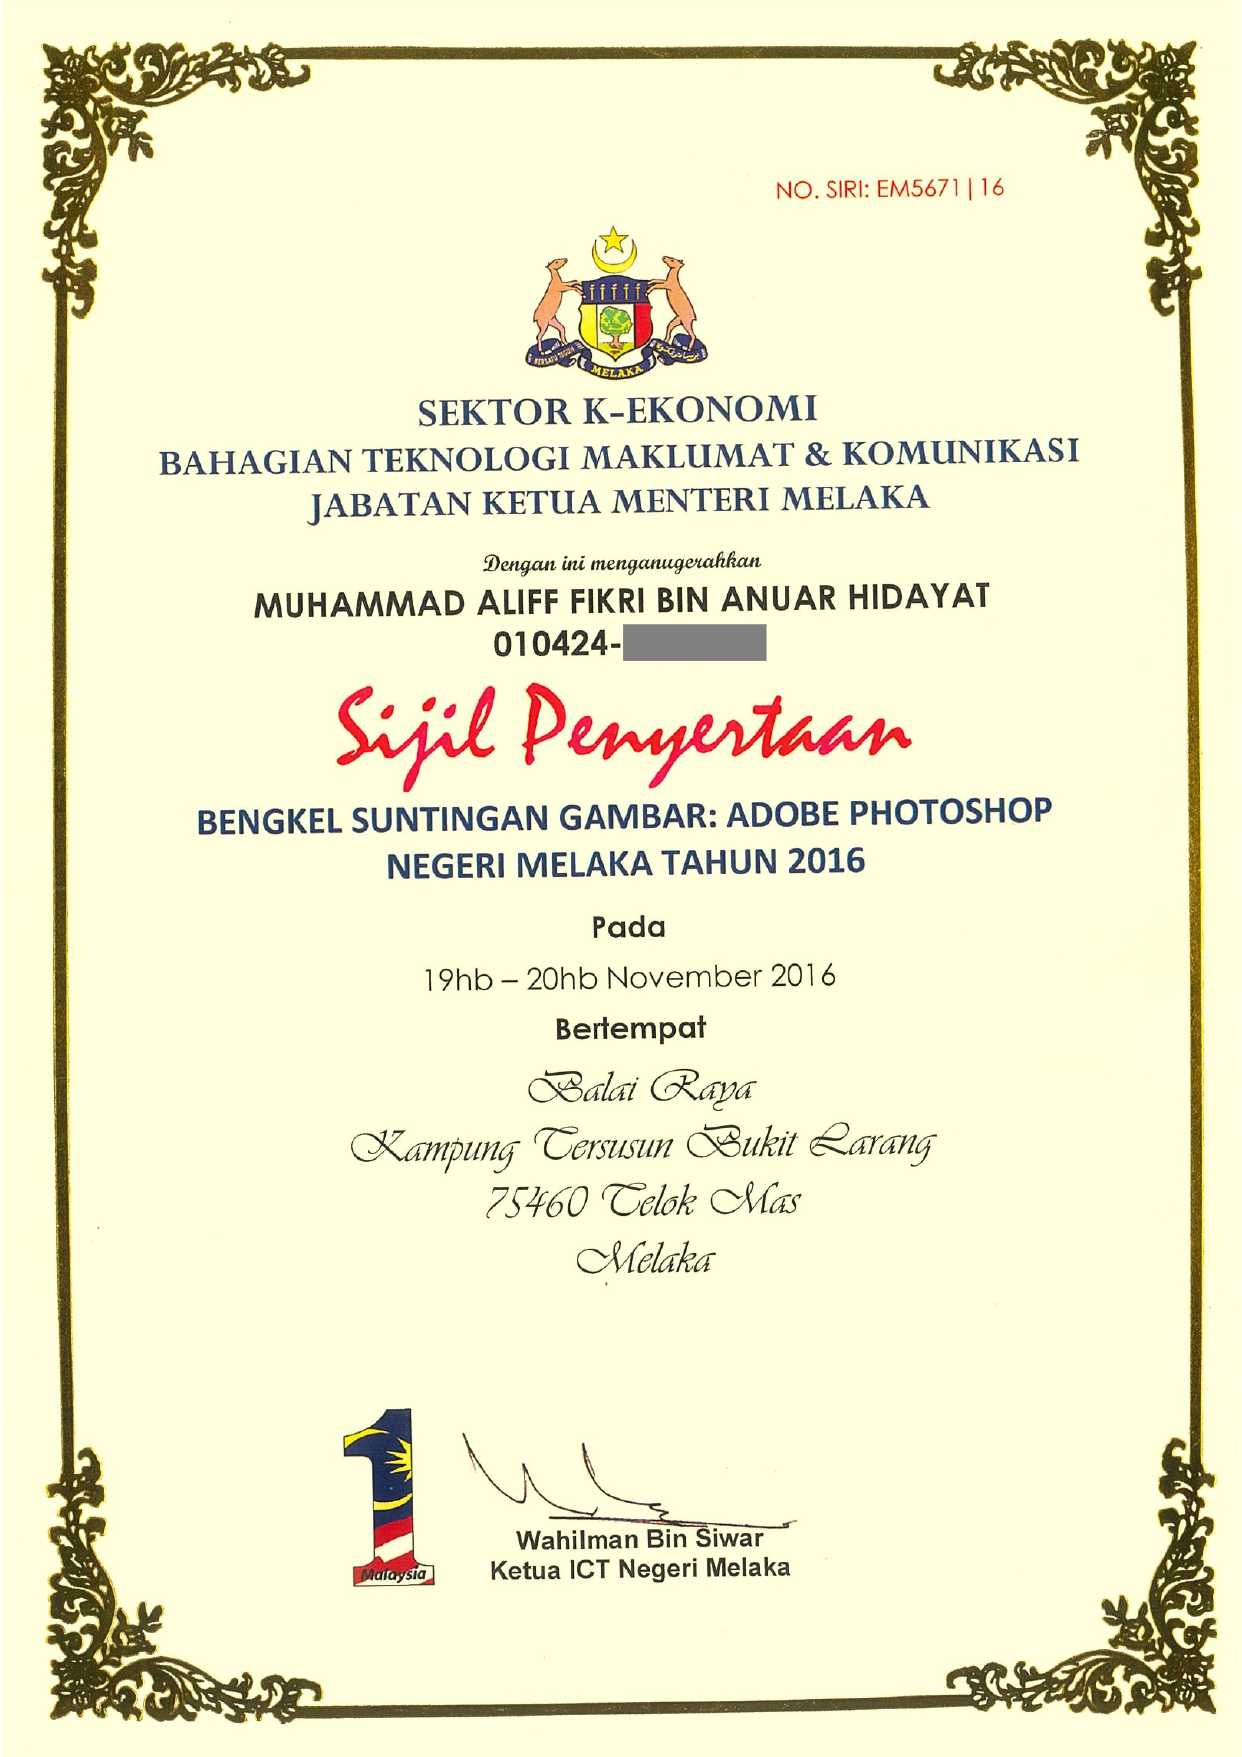 NO. SIRI: EM5671 | 16
BERSATU TEGUH
MELAKA
SEKTOR K-EKONOMI
BAHAGIAN TEKNOLOGI MAKLUMAT & KOMUNIKASI
JABATAN KETUA MENTERI MELAKA
Dengan ini menganugerahkan
MUHAMMAD ALIFF FIKRI BIN ANUAR HIDAYAT
010424-
Sijil Penyertaan
BENGKEL SUNTINGAN GAMBAR: ADOBE PHOTOSHOP
NEGERI MELAKA TAHUN 2016
Pada
19hb – 20hb November 2016
Bertempat
Balai Raya
Kampung Tersusun Bukit Larang
75460 Telok Mas
Melaka
1
Malaysia
Wahilman Bin Siwar
Ketua ICT Negeri Melaka